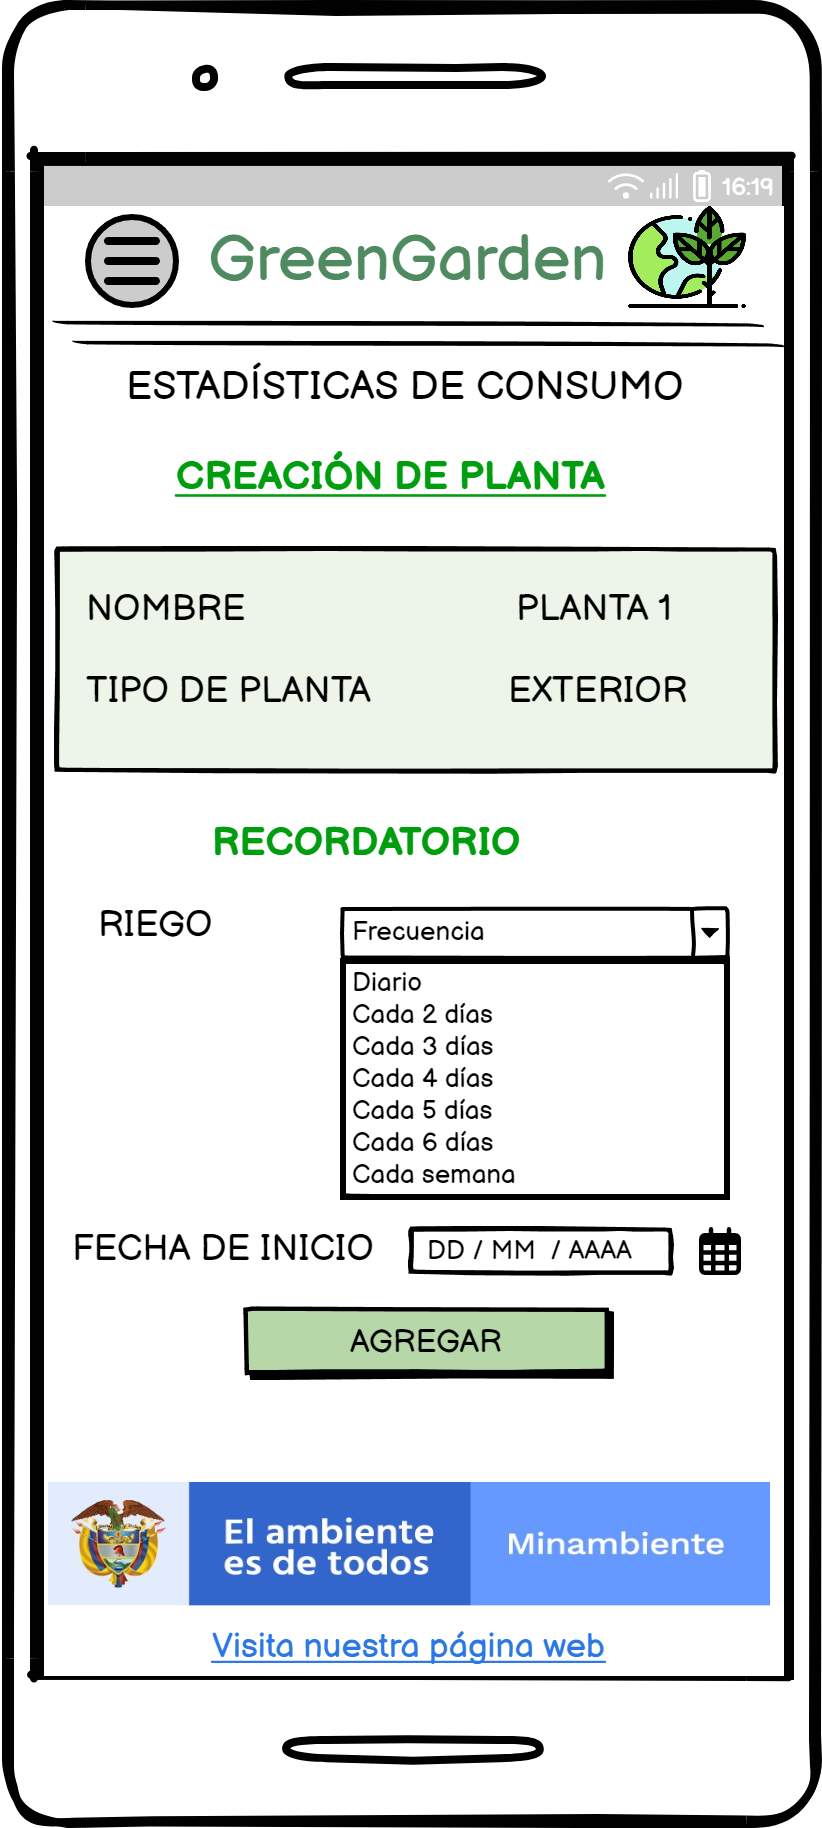 16:19
GreenGarden
ESTADÍSTICAS DE CONSUMO
CREACIÓN DE PLANTA
NOMBRE PLANTA 1
TIPO DE PLANTA EXTERIOR
RECORDATORIO
RIEGO Frecuencia
Diario
Cada 2 días
Cada 3 días
Cada 4 días
Cada 5 días
Cada 6 días
Cada semana
FECHA DE INICIO DD / MM / AAAA
AGREGAR
El ambiente
es de todos
Minambiente
Visita nuestra página web